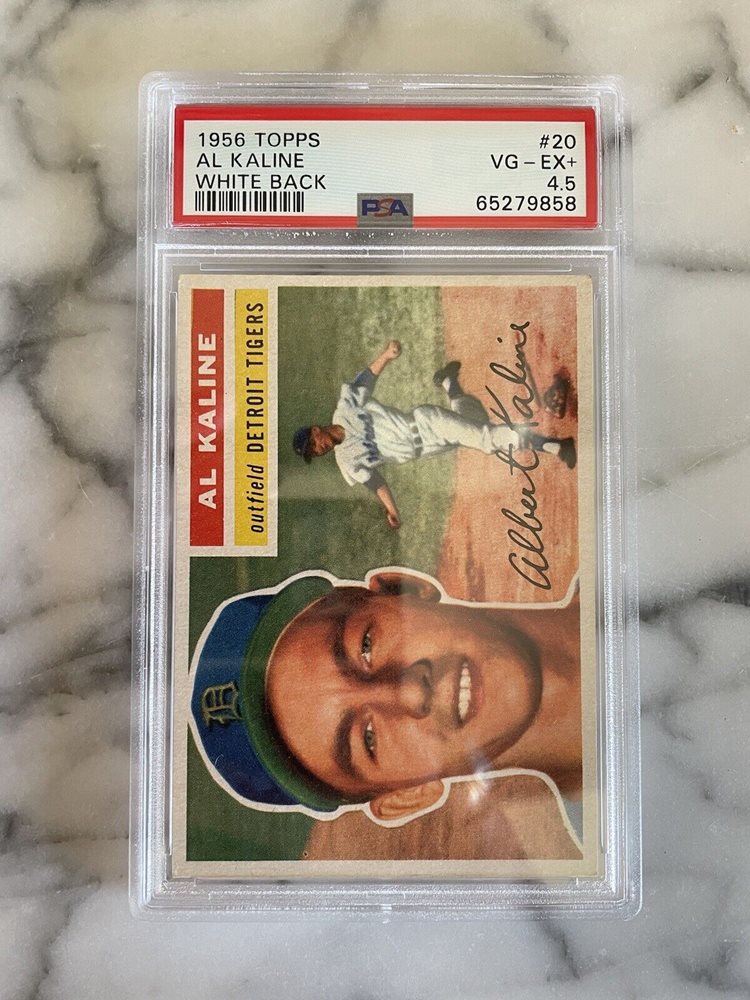 1956 TOPPS #20
AL KALINE VG-EX+
WHITE BACK 4.5
PSA 65279858
AL KALINE
outfield DETROIT TIGERS
Albert Kaline
D